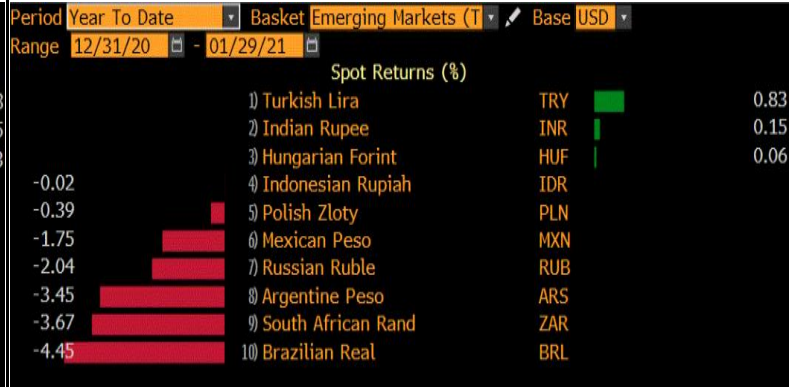 Period Year To Date Basket Emerging Markets (T Base USD
Range 12/31/20 - 01/29/21
Spot Returns (%)
1) Turkish Lira TRY 0.83
2) Indian Rupee INR 0.15
3) Hungarian Forint HUF 0.06
-0.02 4) Indonesian Rupiah IDR
-0.39 5) Polish Zloty PLN
-1.75 6) Mexican Peso MXN
-2.04 7) Russian Ruble RUB
-3.45 8) Argentine Peso ARS
-3.67 9) South African Rand ZAR
-4.45 10) Brazilian Real BRL